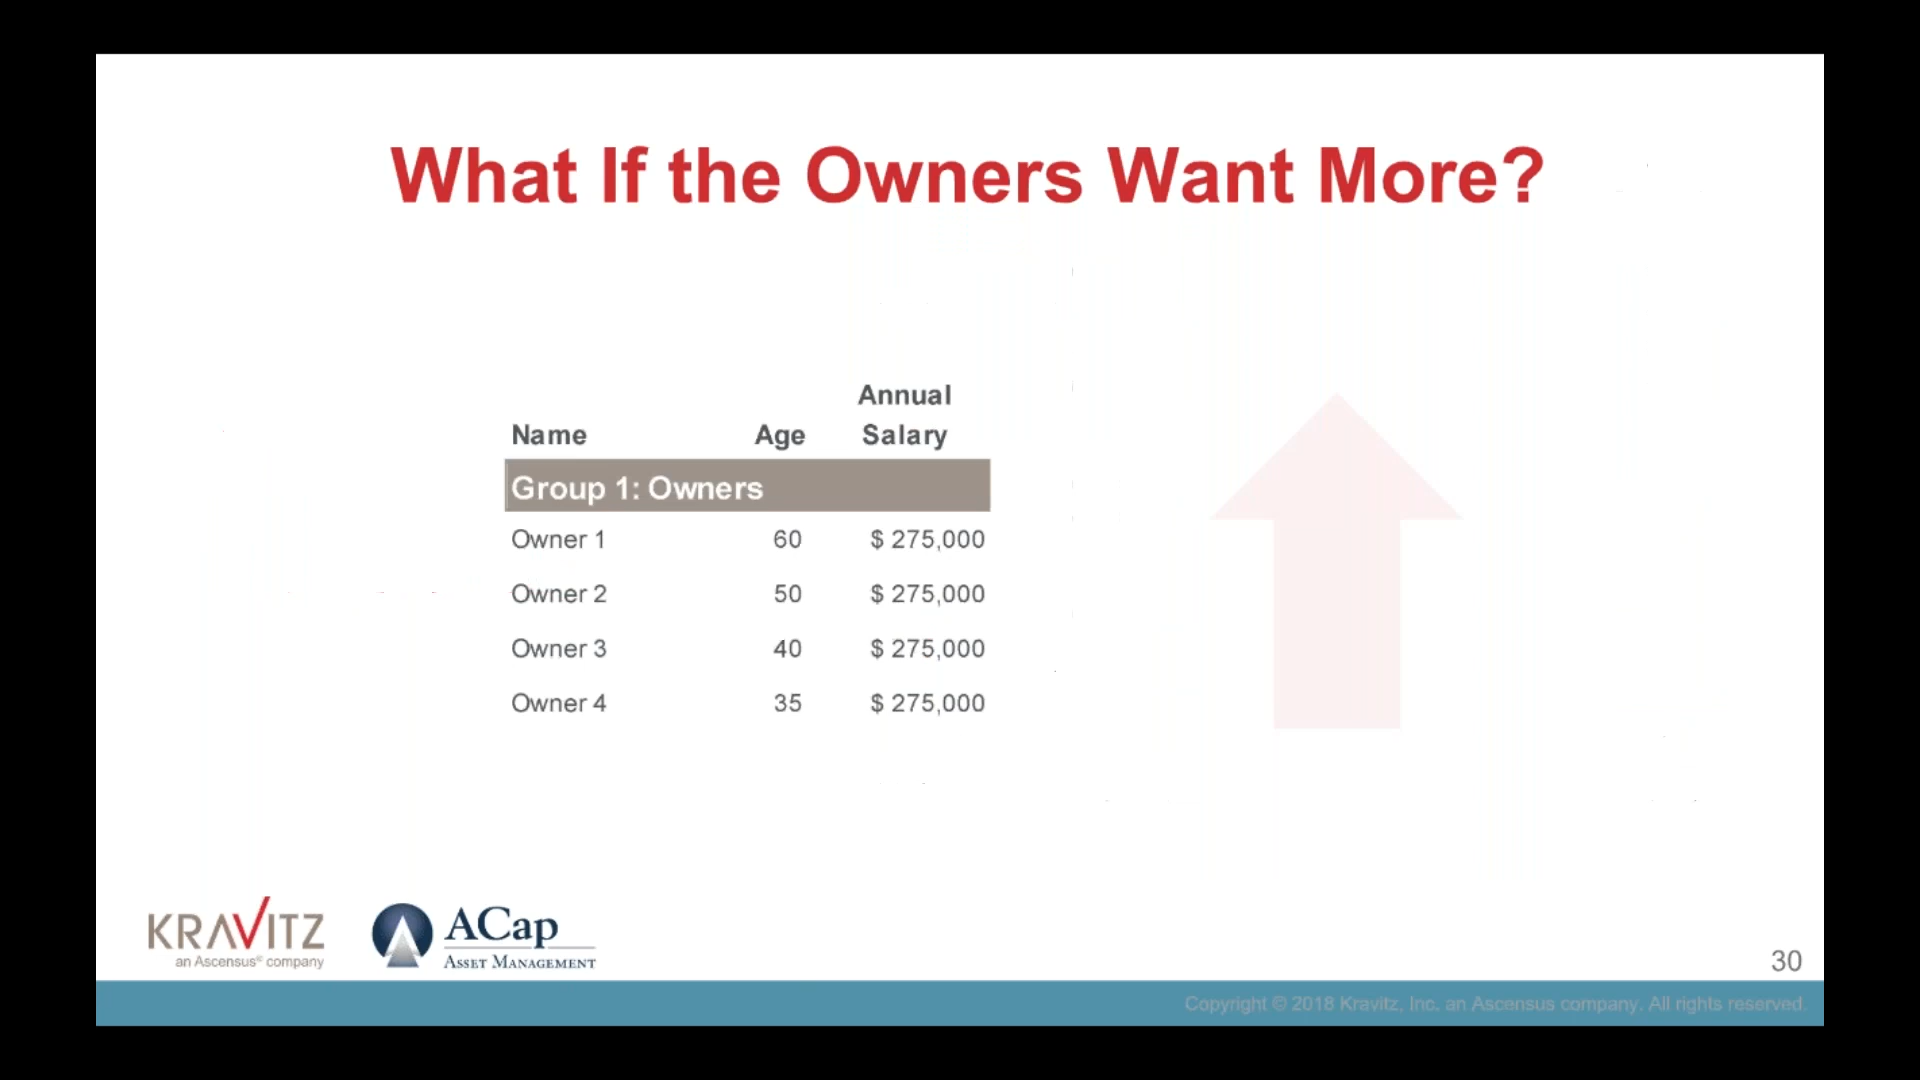 What If the Owners Want More?
Annual
Name Age Salary
Group 1: Owners
Owner 1 60 $ 275,000
Owner 2 50 $ 275,000
Owner 3 40 $ 275,000
Owner 4 35 $ 275,000
KRAVITZ
an Ascensus® company
ACap
ASSET MANAGEMENT
30
Copyright © 2018 Kravitz, Inc. an Ascensus company. All rights reserved.